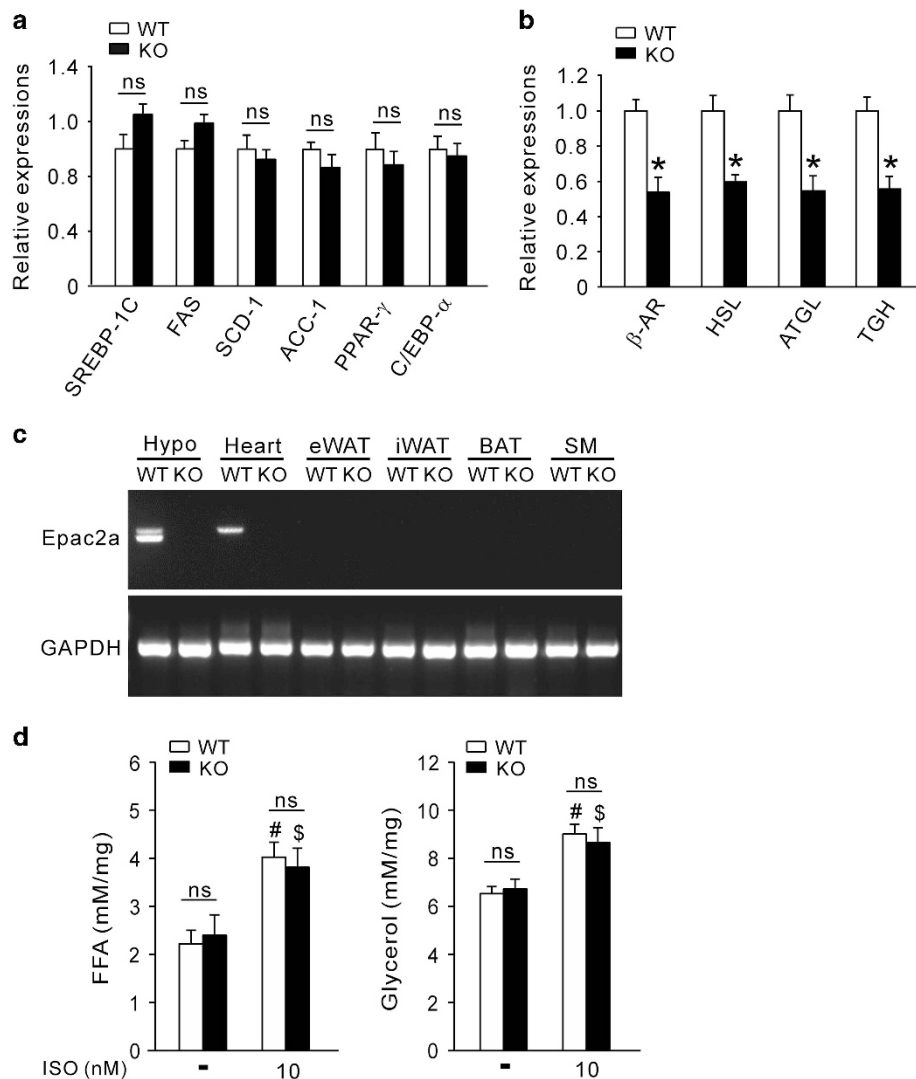 a
WT
KO
Relative expressions
1.4
1.0
0.8
0.4
0
ns ns ns ns ns ns
SREBP-1C FAS SCD-1 ACC-1 PPAR-γ C/EBP-α
b
WT
KO
Relative expressions
1.2
1.0
0.8
0.6
0.4
0.2
0
* * * *
β-AR HSL ATGL TGH
c
Hypo Heart eWAT iWAT BAT SM
WT KO WT KO WT KO WT KO WT KO WT KO
Epac2a
GAPDH
d
WT
KO
FFA (mM/mg)
6
5
4
3
2
1
0
ns
ns
# $
ISO (nM) - 10
WT
KO
Glycerol (mM/mg)
12
10
8
6
4
2
0
ns
ns
# $
- 10